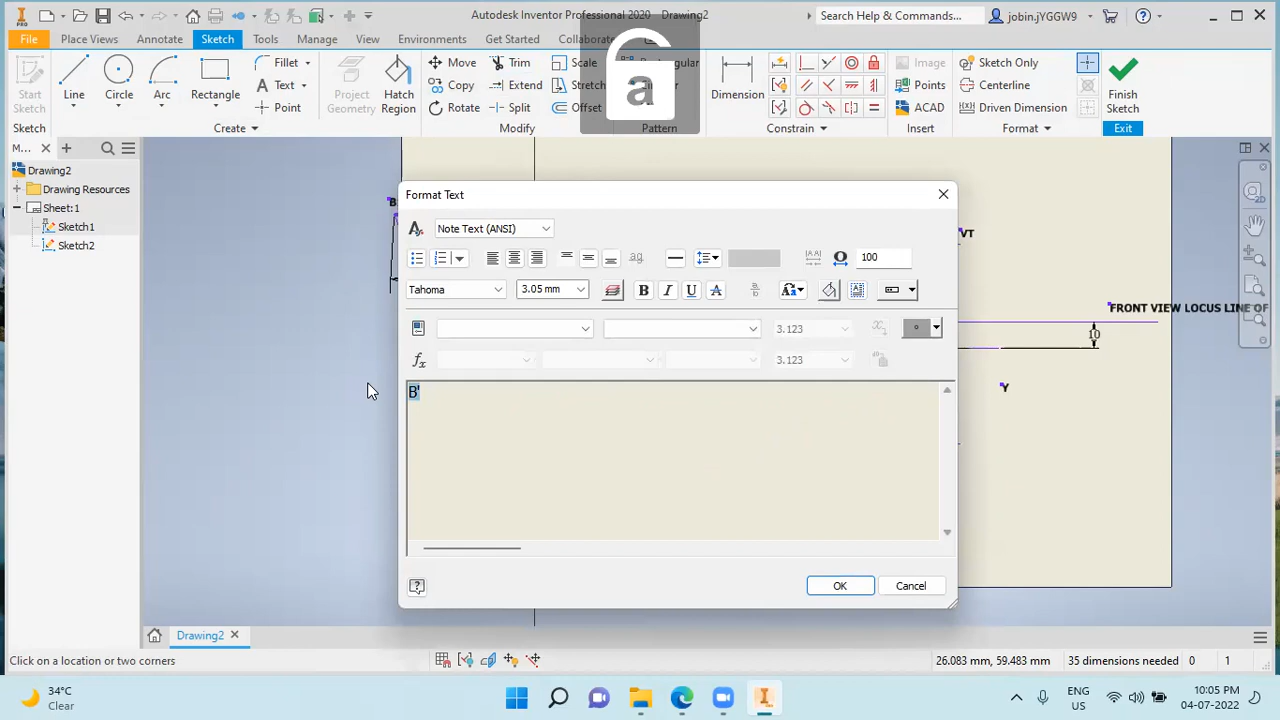 I PRO
Autodesk Inventor Professional 2020 Drawing2
Search Help & Commands...
jobin.jYGGW9
File Place Views Annotate Sketch Tools Manage View Environments Get Started Collaborate
Start Sketch
Line
Circle
Arc
Rectangle
Fillet
Text
Point
Project Geometry
Hatch Region
Move
Copy
Rotate
Trim
Extend
Split
Scale
Stretch
Offset
Rectangular
a
Dimension
Image
Points
ACAD
Sketch Only
Centerline
Driven Dimension
Finish Sketch
Sketch Create Modify Pattern Constrain Insert Format Exit
M...
Drawing2
Drawing Resources
Sheet:1
Sketch1
Sketch2
B
Format Text
Note Text (ANSI)
ag
100
Tahoma
3.05 mm
B I U A
3.123
3.123
B'
OK
Cancel
VT
FRONT VIEW LOCUS LINE OF
10
Y
Drawing2
Click on a location or two corners
26.083 mm, 59.483 mm
35 dimensions needed
0
1
34°C
Clear
ENG
US
10:05 PM
04-07-2022